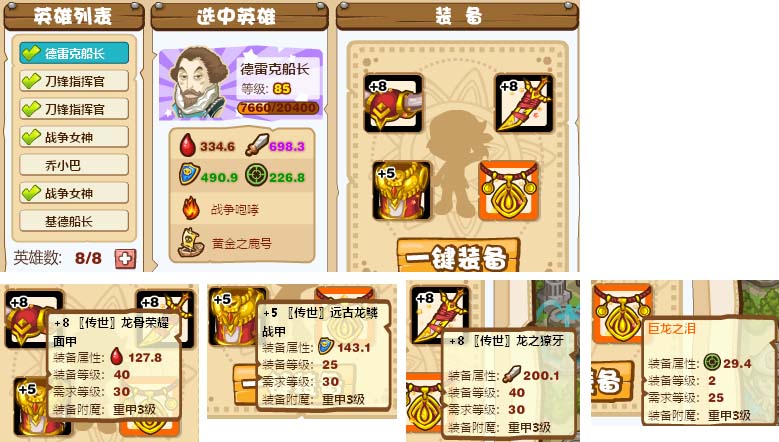 英雄列表
德雷克船长
刀锋指挥官
刀锋指挥官
战争女神
乔小巴
战争女神
基德船长
英雄数: 8/8
选中英雄
德雷克船长
等级: 85
7660/20400
334.6
698.3
490.9
226.8
战争咆哮
黄金之鹿号
装 备
+8
+8
+5
一键装备
+8
+8
+5
+8 〖传世〗龙骨荣耀
面甲
装备属性: 127.8
装备等级: 40
需求等级: 30
装备附魔: 重甲3级
+5
+5 〖传世〗远古龙鳞
战甲
装备属性: 143.1
装备等级: 25
需求等级: 30
装备附魔: 重甲3级
+8
+8 〖传世〗龙之獠牙
装备属性: 200.1
装备等级: 40
需求等级: 30
装备附魔: 重甲3级
巨龙之泪
装备属性: 29.4
装备等级: 2
需求等级: 25
装备附魔: 重甲3级